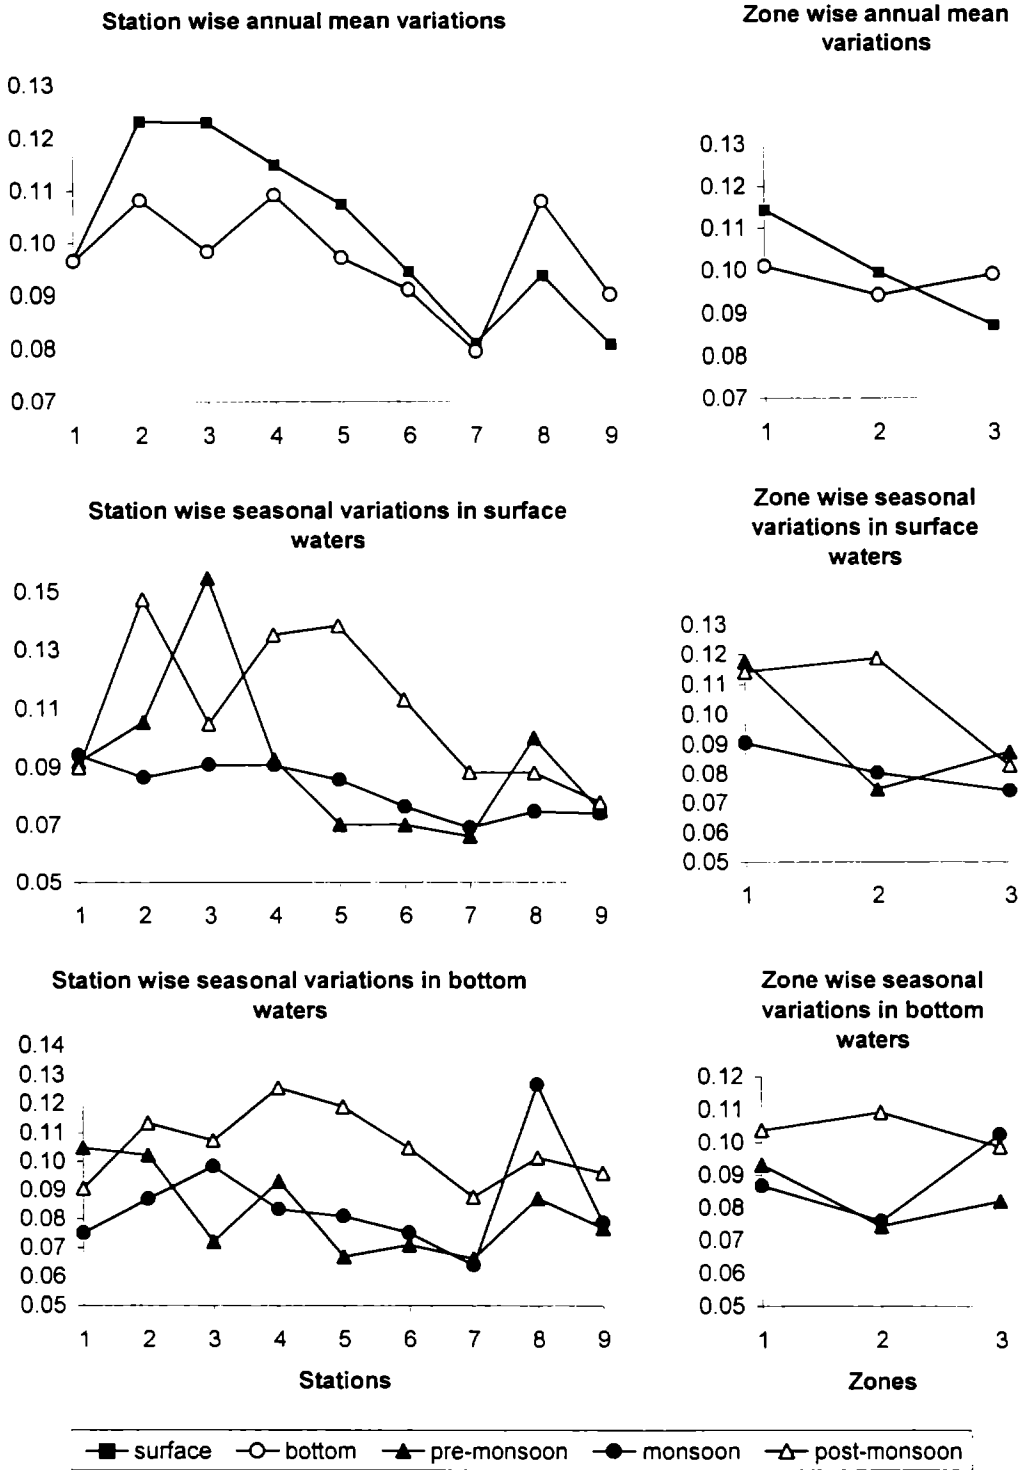 Station wise annual mean variations
0.13
0.12
0.11
0.10
0.09
0.08
0.07
1 2 3 4 5 6 7 8 9
Zone wise annual mean
variations
0.13
0.12
0.11
0.10
0.09
0.08
0.07
1 2 3
Station wise seasonal variations in surface
waters
0.15
0.13
0.11
0.09
0.07
0.05
1 2 3 4 5 6 7 8 9
Zone wise seasonal
variations in surface
waters
0.13
0.12
0.11
0.10
0.09
0.08
0.07
0.06
0.05
1 2 3
Station wise seasonal variations in bottom
waters
0.14
0.13
0.12
0.11
0.10
0.09
0.08
0.07
0.06
0.05
1 2 3 4 5 6 7 8 9
Stations
Zone wise seasonal
variations in bottom
waters
0.12
0.11
0.10
0.09
0.08
0.07
0.06
0.05
1 2 3
Zones
surface bottom pre-monsoon monsoon post-monsoon